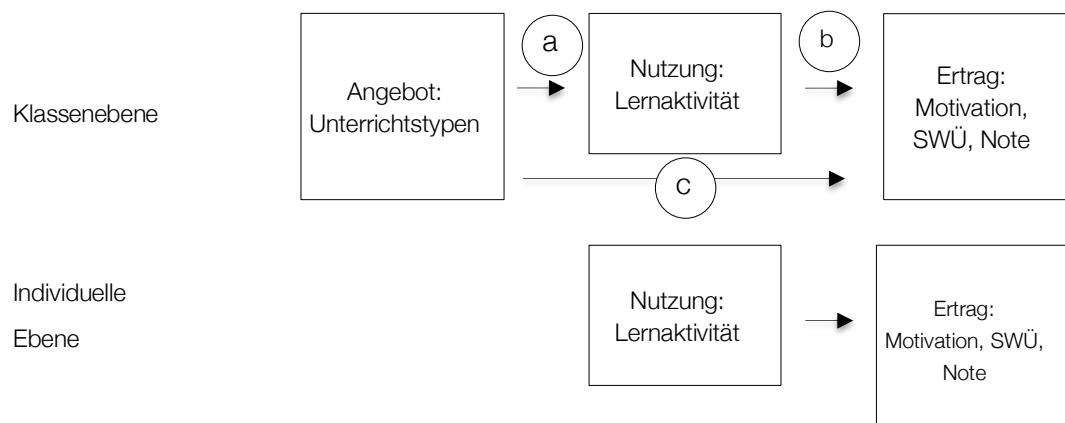 Klassenebene
Angebot:
Unterrichtstypen
a
Nutzung:
Lernaktivität
b
Ertrag:
Motivation,
SWÜ, Note
c
Individuelle
Ebene
Nutzung:
Lernaktivität
Ertrag:
Motivation, SWÜ,
Note